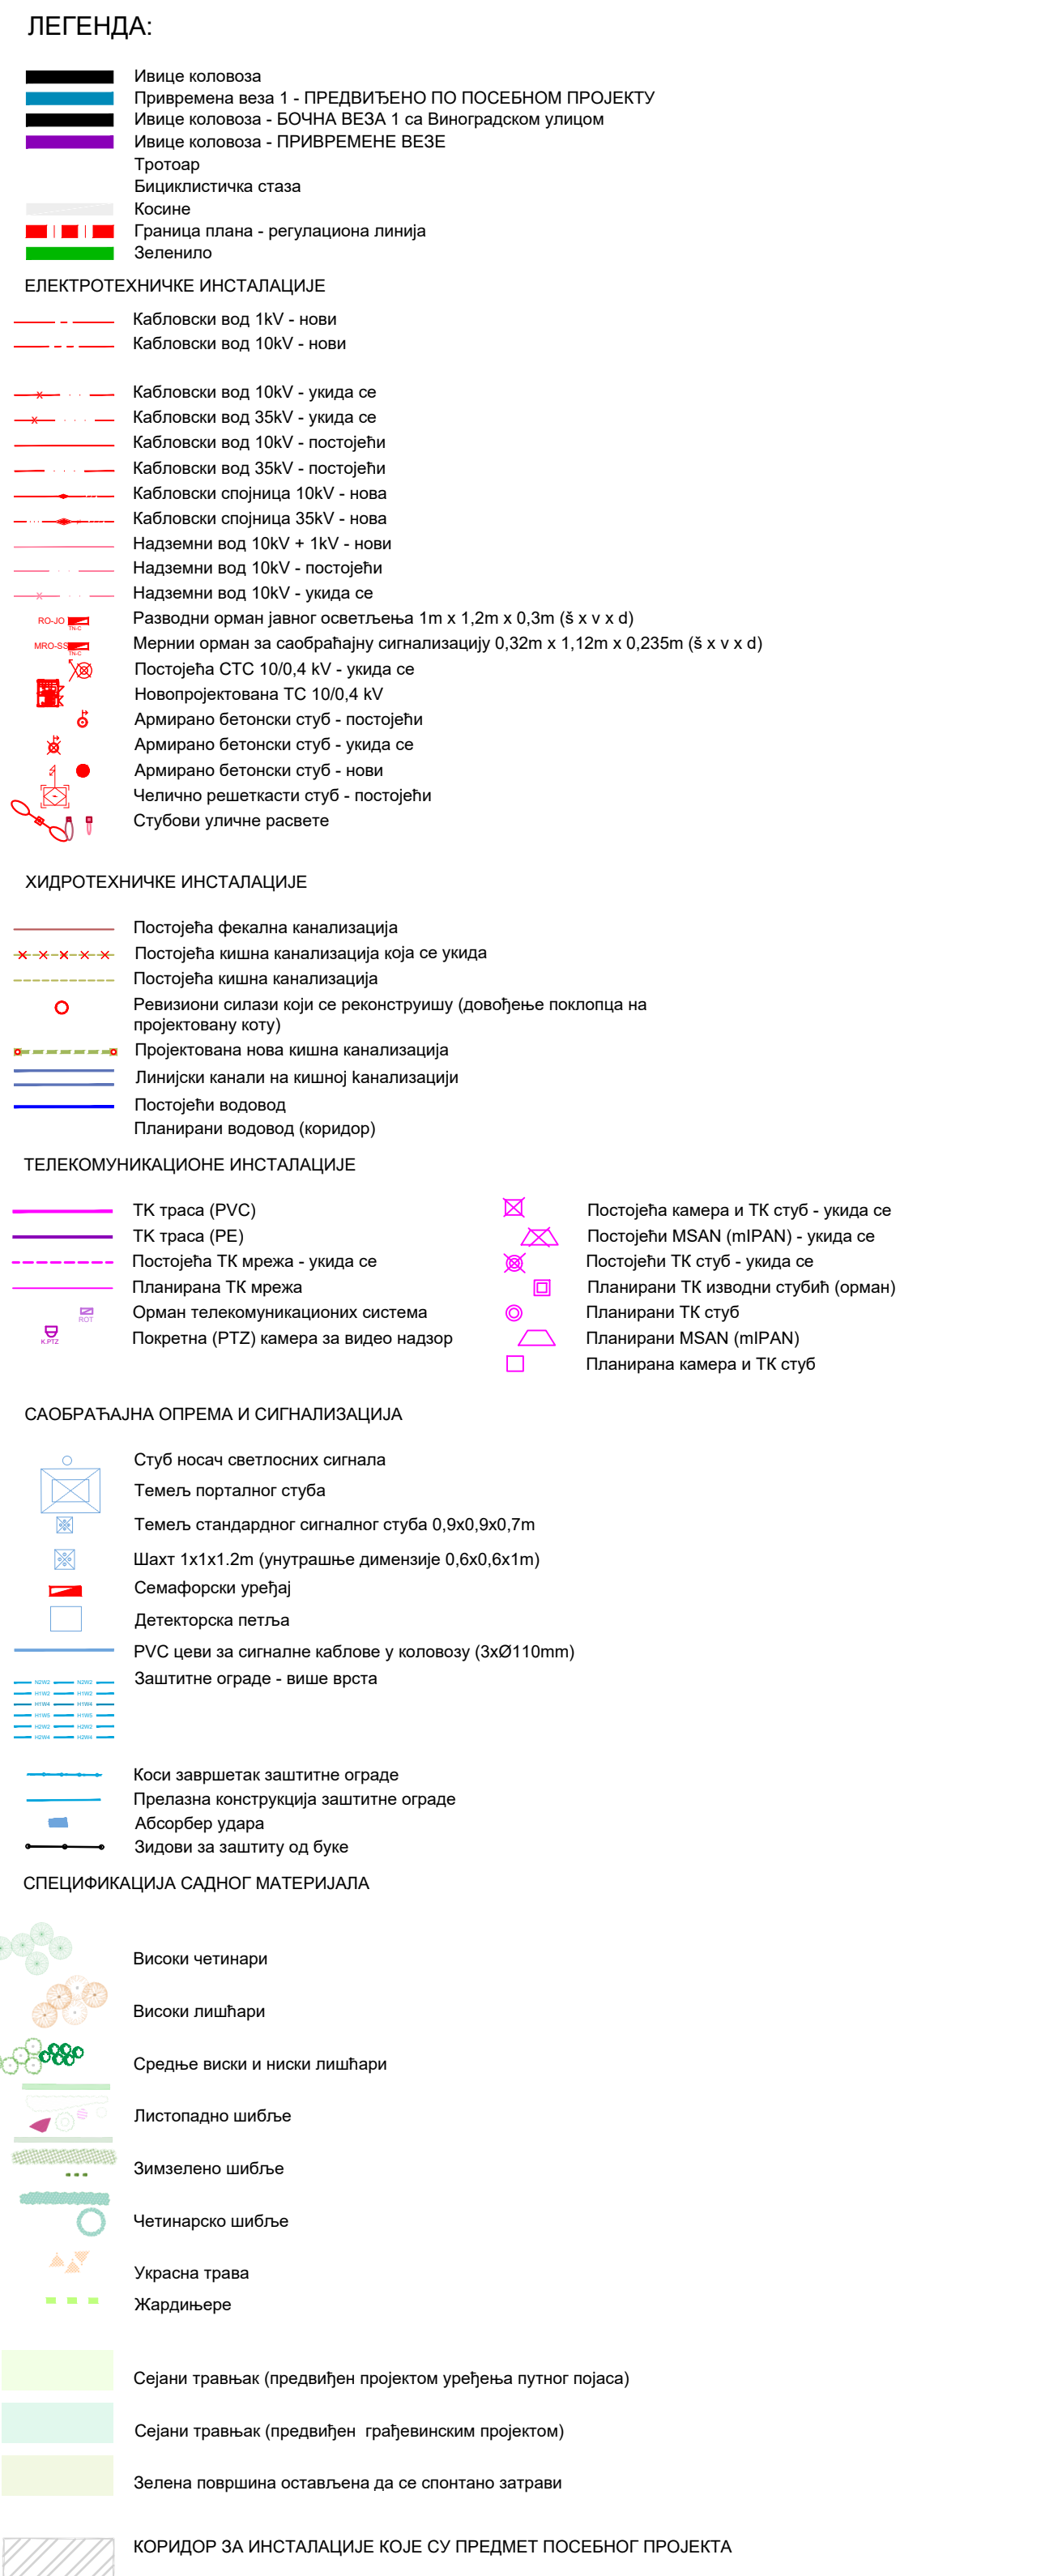 ЛЕГЕНДА:
Ивице коловоза
Привремена веза 1 - ПРЕДВИЂЕНО ПО ПОСЕБНОМ ПРОЈЕКТУ
Ивице коловоза - БОЧНА ВЕЗА 1 са Виноградском улицом
Ивице коловоза - ПРИВРЕМЕНЕ ВЕЗЕ
Тротоар
Бициклистичка стаза
Косине
Граница плана - регулациона линија
Зеленило
ЕЛЕКТРОТЕХНИЧКЕ ИНСТАЛАЦИЈЕ
Кабловски вод 1kV - нови
Кабловски вод 10kV - нови
Кабловски вод 10kV - укида се
Кабловски вод 35kV - укида се
Кабловски вод 10kV - постојећи
Кабловски вод 35kV - постојећи
Кабловски спојница 10kV - нова
Кабловски спојница 35kV - нова
Надземни вод 10kV + 1kV - нови
Надземни вод 10kV - постојећи
Надземни вод 10kV - укида се
RO-JO TN-C Разводни орман јавног осветљења 1m x 1,2m x 0,3m (š x v x d)
MRO-SS TN-C Мернии орман за саобраћајну сигнализацију 0,32m x 1,12m x 0,235m (š x v x d)
Постојећа СТС 10/0,4 kV - укида се
Новопројектована ТС 10/0,4 kV
Армирано бетонски стуб - постојећи
Армирано бетонски стуб - укида се
Армирано бетонски стуб - нови
Челично решеткасти стуб - постојећи
Стубови уличне расвете
ХИДРОТЕХНИЧКЕ ИНСТАЛАЦИЈЕ
Постојећа фекална канализација
Постојећа кишна канализација која се укида
Постојећа кишна канализација
Ревизиони силази који се реконструишу (довођење поклопца на
пројектовану коту)
Пројектована нова кишна канализација
Линијски канали на кишној канализацији
Постојећи водовод
Планирани водовод (коридор)
ТЕЛЕКОМУНИКАЦИОНЕ ИНСТАЛАЦИЈЕ
ТК траса (PVC)
ТК траса (PE)
Постојећа ТК мрежа - укида се
Планирана ТК мрежа
ROT Орман телекомуникационих система
K.PTZ Покретна (PTZ) камера за видео надзор
Постојећа камера и ТК стуб - укида се
Постојећи MSAN (mIPAN) - укида се
Постојећи ТК стуб - укида се
Планирани ТК изводни стубић (орман)
Планирани ТК стуб
Планирани MSAN (mIPAN)
Планирана камера и ТК стуб
САОБРАЋАЈНА ОПРЕМА И СИГНАЛИЗАЦИЈА
Стуб носач светлосних сигнала
Темељ порталног стуба
Темељ стандардног сигналног стуба 0,9x0,9x0,7m
Шахт 1x1x1.2m (унутрашње димензије 0,6x0,6x1m)
Семафорски уређај
Детекторска петља
PVC цеви за сигналне каблове у коловозу (3xØ110mm)
Заштитне ограде - више врста
N2W2 N2W2
H1W2 H1W2
H1W4 H1W4
H1W5 H1W5
H2W2 H2W2
H2W4 H2W4
Коси завршетак заштитне ограде
Прелазна конструкција заштитне ограде
Абсорбер удара
Зидови за заштиту од буке
СПЕЦИФИКАЦИЈА САДНОГ МАТЕРИЈАЛА
Високи четинари
Високи лишћари
Средње виски и ниски лишћари
Листопадно шибље
Зимзелено шибље
Четинарско шибље
Украсна трава
Жардињере
Сејани травњак (предвиђен пројектом уређења путног појаса)
Сејани травњак (предвиђен грађевинским пројектом)
Зелена површина остављена да се спонтано затрави
КОРИДОР ЗА ИНСТАЛАЦИЈЕ КОЈЕ СУ ПРЕДМЕТ ПОСЕБНОГ ПРОЈЕКТА